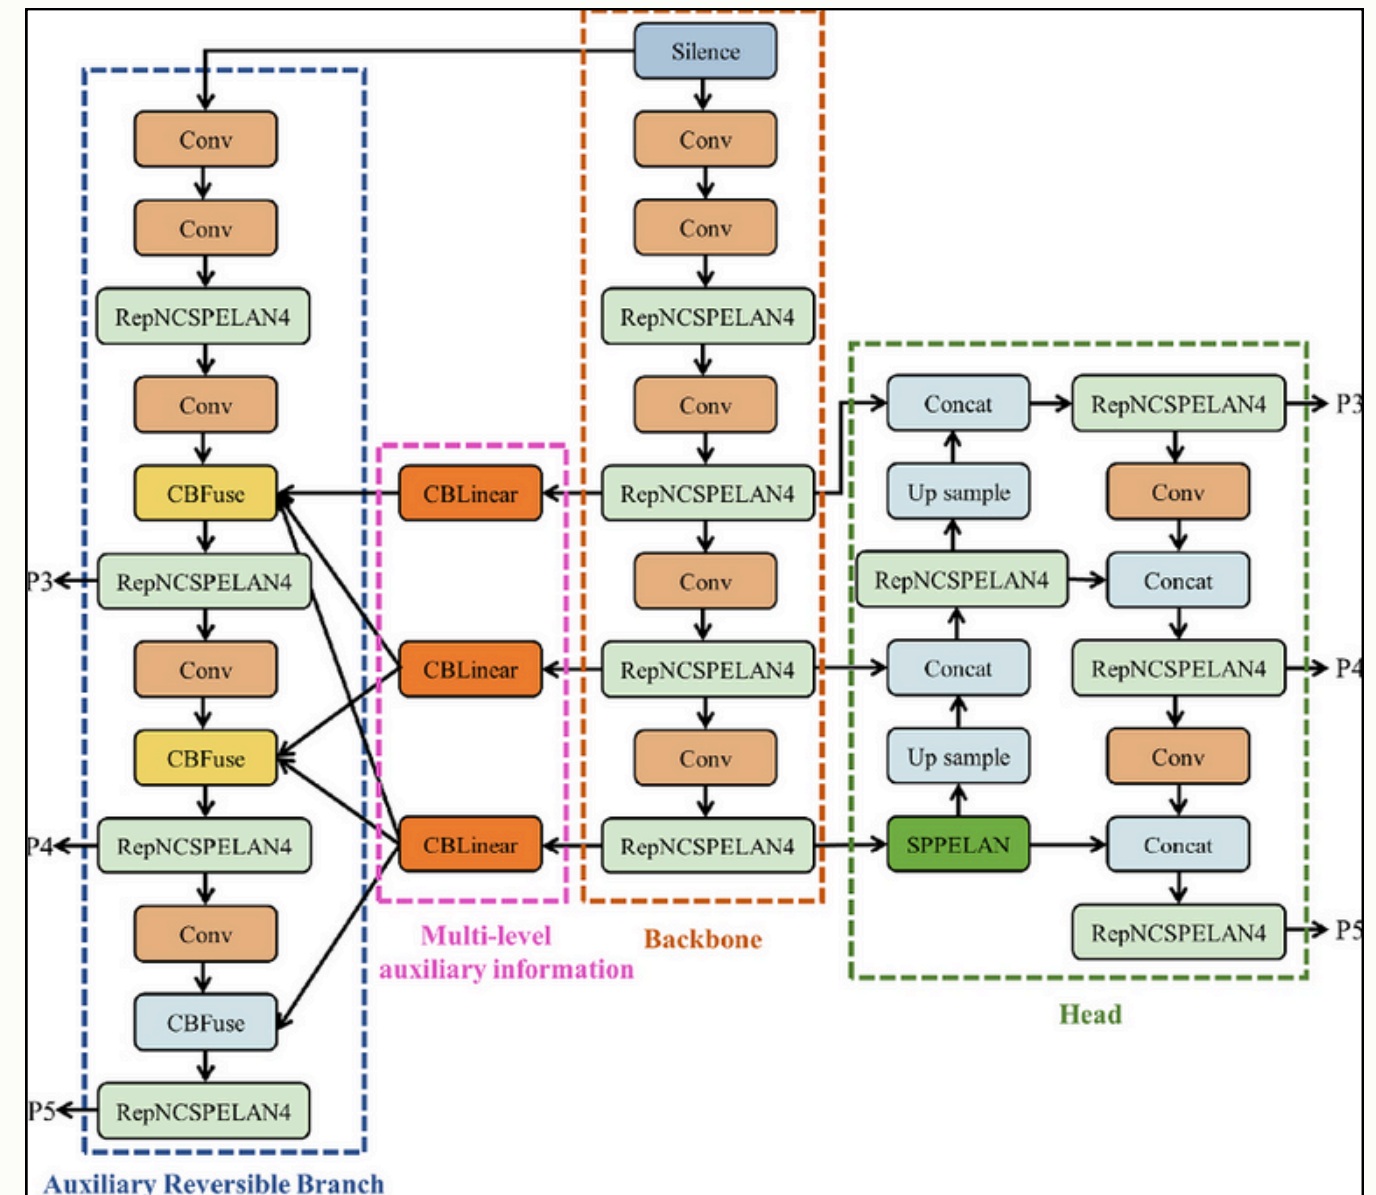 Silence
Conv
Conv
RepNCSPELAN4
Conv
CBFuse
RepNCSPELAN4
P3
Conv
CBFuse
RepNCSPELAN4
P4
Conv
CBFuse
RepNCSPELAN4
P5
Auxiliary Reversible Branch
CBLinear
CBLinear
CBLinear
Multi-level
auxiliary information
Conv
Conv
RepNCSPELAN4
Conv
RepNCSPELAN4
Conv
RepNCSPELAN4
Conv
RepNCSPELAN4
Backbone
Concat
Up sample
RepNCSPELAN4
Concat
Up sample
SPPELAN
RepNCSPELAN4
P3
Conv
Concat
RepNCSPELAN4
P4
Conv
Concat
RepNCSPELAN4
P5
Head